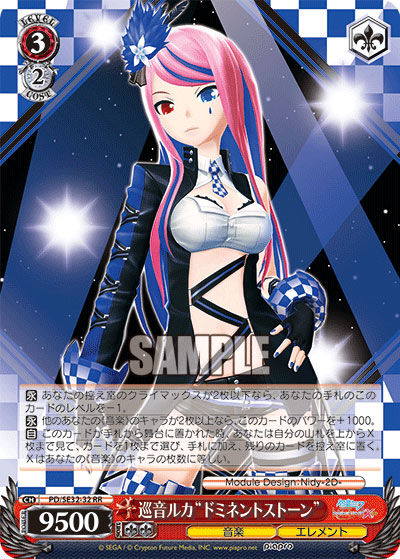 LEVEL
3
2
COST
SAMPLE
永 あなたの控え室のクライマックスが2枚以下なら、あなたの手札のこの
カードのレベルを-1。
永 他のあなたの《音楽》のキャラが2枚以上なら、このカードのパワーを+1000。
自 このカードが手札から舞台に置かれた時、あなたは自分の山札を上からX
枚まで見て、カードを1枚まで選び、手札に加え、残りのカードを控え室に置く。
Xはあなたの《音楽》のキャラの枚数に等しい。
Module Design:Nidy-2D-
CH
PD/SE32-32 RR
9500
巡音ルカ“ドミネントストーン”
音楽
エレメント
© SEGA / © Crypton Future Media, INC. www.piapro.net piapro